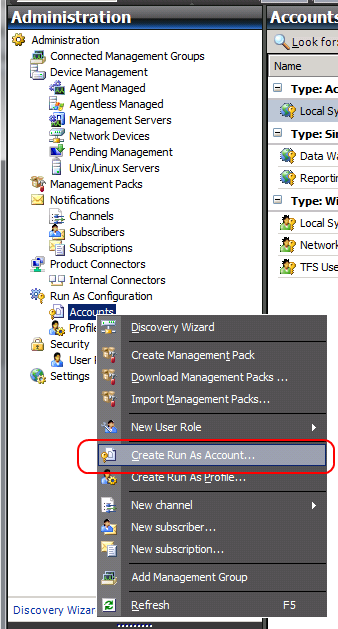 Administration
Administration
Connected Management Groups
Device Management
Agent Managed
Agentless Managed
Management Servers
Network Devices
Pending Management
Unix/Linux Servers
Management Packs
Notifications
Channels
Subscribers
Subscriptions
Product Connectors
Internal Connectors
Run As Configuration
Accounts
Profile
Security
User R
Settings
Discovery Wizar
Discovery Wizard
Create Management Pack
Download Management Packs ...
Import Management Packs...
New User Role
Create Run As Account...
Create Run As Profile...
New channel
New subscriber...
New subscription...
Add Management Group
Refresh F5
Accounts
Look for:
Name
Type: Ac
Local Sy
Type: Sim
Data Wa
Reportin
Type: Wi
Local Sy
Network
TFS Use